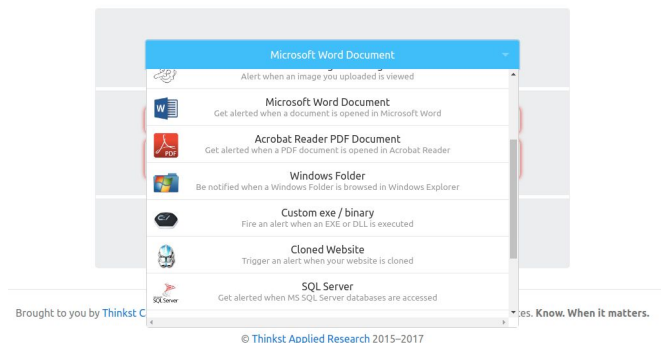 Microsoft Word Document
Alert when an image you uploaded is viewed
W
Microsoft Word Document
Get alerted when a document is opened in Microsoft Word
PDF
Acrobat Reader PDF Document
Get alerted when a PDF document is opened in Acrobat Reader
Windows Folder
Be notified when a Windows Folder is browsed in Windows Explorer
Custom exe / binary
Fire an alert when an EXE or DLL is executed
Cloned Website
Trigger an alert when your website is cloned
SQL Server
SQL Server
Get alerted when MS SQL Server databases are accessed
Brought to you by Thinkst C
Know. When it matters.
© Thinkst Applied Research 2015–2017